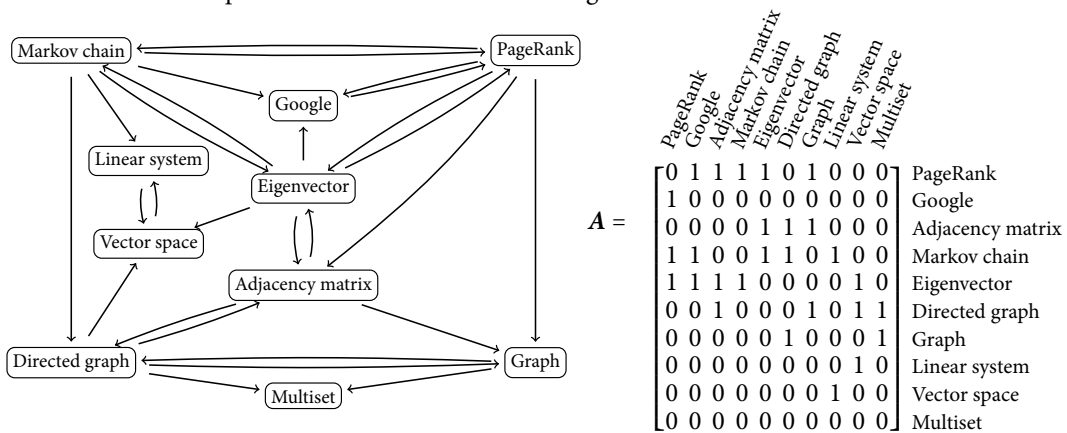 Markov chain
PageRank
Google
Linear system
Eigenvector
Vector space
Adjacency matrix
Directed graph
Graph
Multiset
PageRank
Google
Adjacency matrix
Markov chain
Eigenvector
Directed graph
Graph
Linear system
Vector space
Multiset
A =
0 1 1 1 1 0 1 0 0 0 PageRank
1 0 0 0 0 0 0 0 0 0 Google
0 0 0 0 1 1 1 0 0 0 Adjacency matrix
1 1 0 0 1 1 0 1 0 0 Markov chain
1 1 1 1 0 0 0 0 1 0 Eigenvector
0 0 1 0 0 0 1 0 1 1 Directed graph
0 0 0 0 0 1 0 0 0 1 Graph
0 0 0 0 0 0 0 0 1 0 Linear system
0 0 0 0 0 0 0 1 0 0 Vector space
0 0 0 0 0 0 0 0 0 0 Multiset